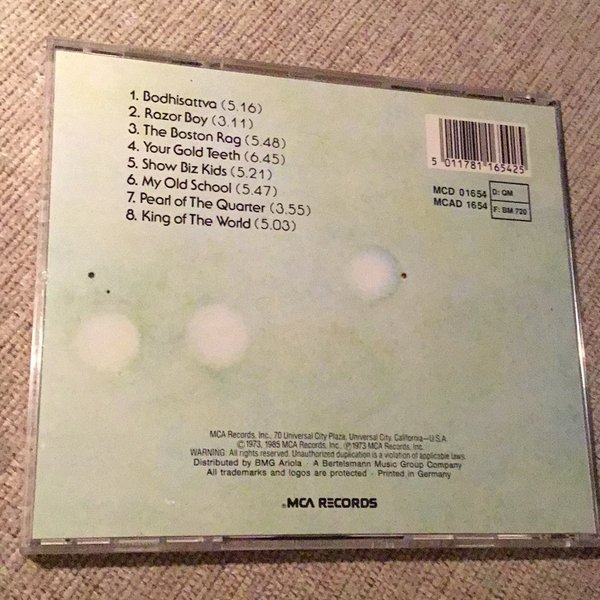 1. Bodhisattva (5.16)
2. Razor Boy (3.11)
3. The Boston Rag (5.48)
4. Your Gold Teeth (6.45)
5. Show Biz Kids (5.21)
6. My Old School (5.47)
7. Pearl of The Quarter (3.55)
8. King of The World (5.03)
5 011781 165425
MCD 01654
MCAD 1654
D: QM
F: BM 720
MCA Records, Inc., 70 Universal City Plaza, Universal City, California—U.S.A.
©1973, 1985 MCA Records, Inc. ℗1973 MCA Records, Inc.
WARNING: All rights reserved. Unauthorized duplication is a violation of applicable laws.
Distributed by BMG Ariola · A Bertelsmann Music Group Company
All trademarks and logos are protected · Printed in Germany
MCA RECORDS